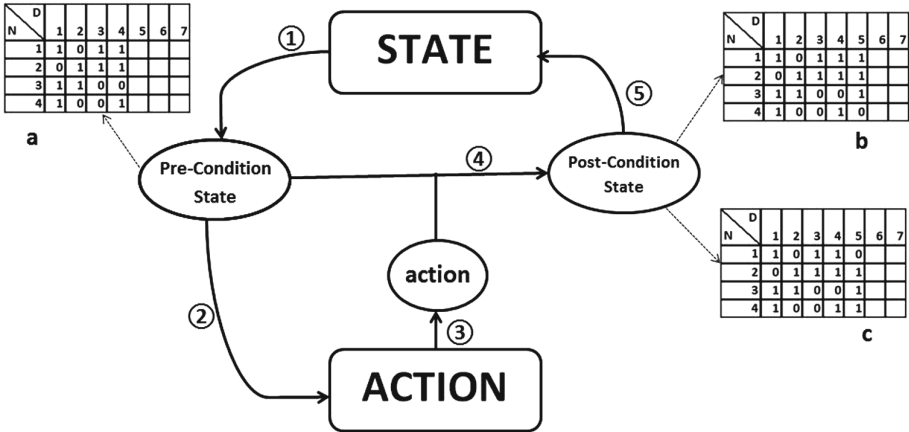 D
N 1 2 3 4 5 6 7
1 1 0 1 1
2 0 1 1 1
3 1 1 0 0
4 1 0 0 1
a
① STATE
⑤
D
N 1 2 3 4 5 6 7
1 1 0 1 1 1
2 0 1 1 1 1
3 1 1 0 0 1
4 1 0 0 1 0
b
Pre-Condition
State
④
Post-Condition
State
D
N 1 2 3 4 5 6 7
1 1 0 1 1 0
2 0 1 1 1 1
3 1 1 0 0 1
4 1 0 0 1 1
c
action
②
③
ACTION